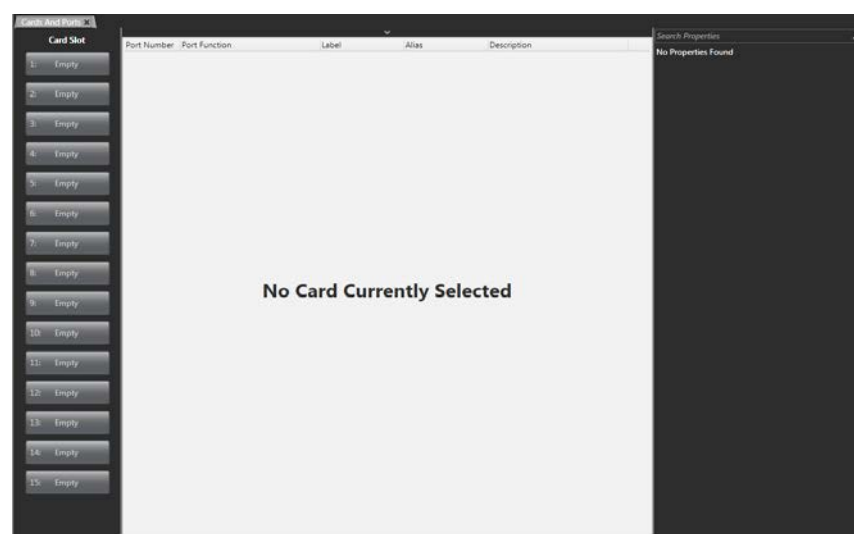 Cards And Ports X
Card Slot
1: Empty
2: Empty
3: Empty
4: Empty
5: Empty
6: Empty
7: Empty
8: Empty
9: Empty
10: Empty
11: Empty
12: Empty
13: Empty
14: Empty
15: Empty
Port Number Port Function Label Alias Description
No Card Currently Selected
Search Properties
No Properties Found